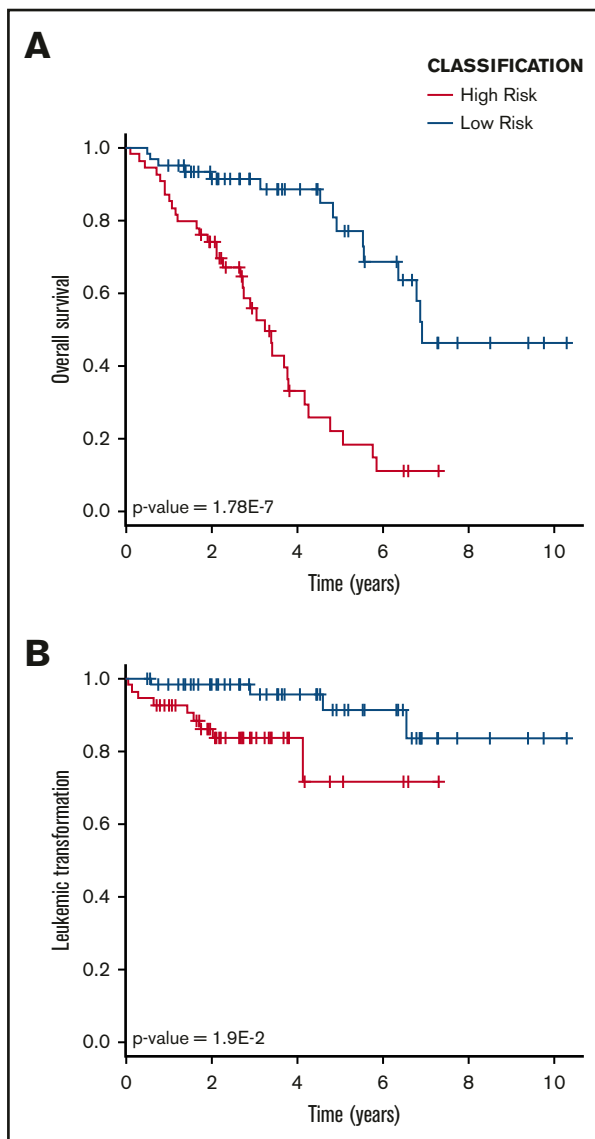 A
CLASSIFICATION
High Risk
Low Risk
1.0
0.8
0.6
0.4
0.2
0.0
Overall survival
p-value = 1.78E-7
0 2 4 6 8 10
Time (years)
B
1.0
0.8
0.6
0.4
0.2
0.0
Leukemic transformation
p-value = 1.9E-2
0 2 4 6 8 10
Time (years)